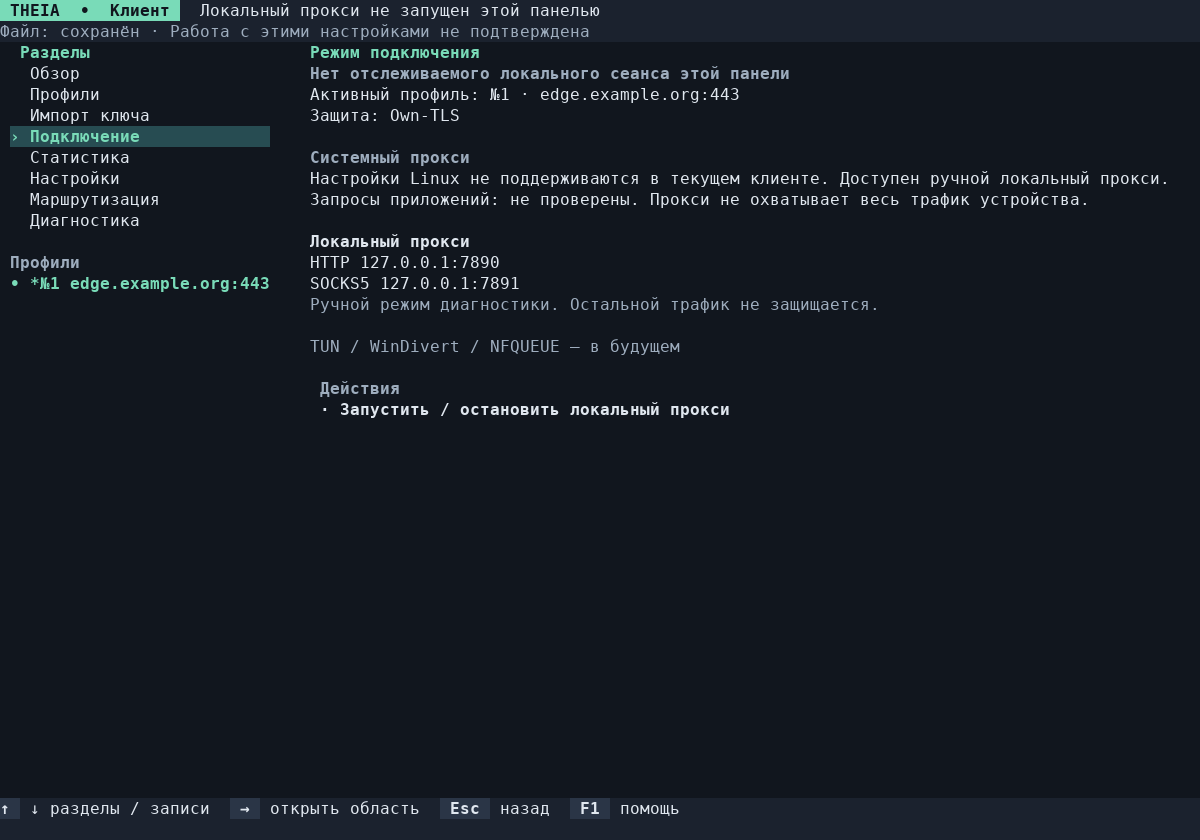 THEIA • Клиент Локальный прокси не запущен этой панелью
Файл: сохранён · Работа с этими настройками не подтверждена
Разделы
Обзор
Профили
Импорт ключа
› Подключение
Статистика
Настройки
Маршрутизация
Диагностика
Профили
• *№1 edge.example.org:443
Режим подключения
Нет отслеживаемого локального сеанса этой панели
Активный профиль: №1 · edge.example.org:443
Защита: Own-TLS
Системный прокси
Настройки Linux не поддерживаются в текущем клиенте. Доступен ручной локальный прокси.
Запросы приложений: не проверены. Прокси не охватывает весь трафик устройства.
Локальный прокси
HTTP 127.0.0.1:7890
SOCKS5 127.0.0.1:7891
Ручной режим диагностики. Остальной трафик не защищается.
TUN / WinDivert / NFQUEUE — в будущем
Действия
· Запустить / остановить локальный прокси
↑ ↓ разделы / записи → открыть область Esc назад F1 помощь